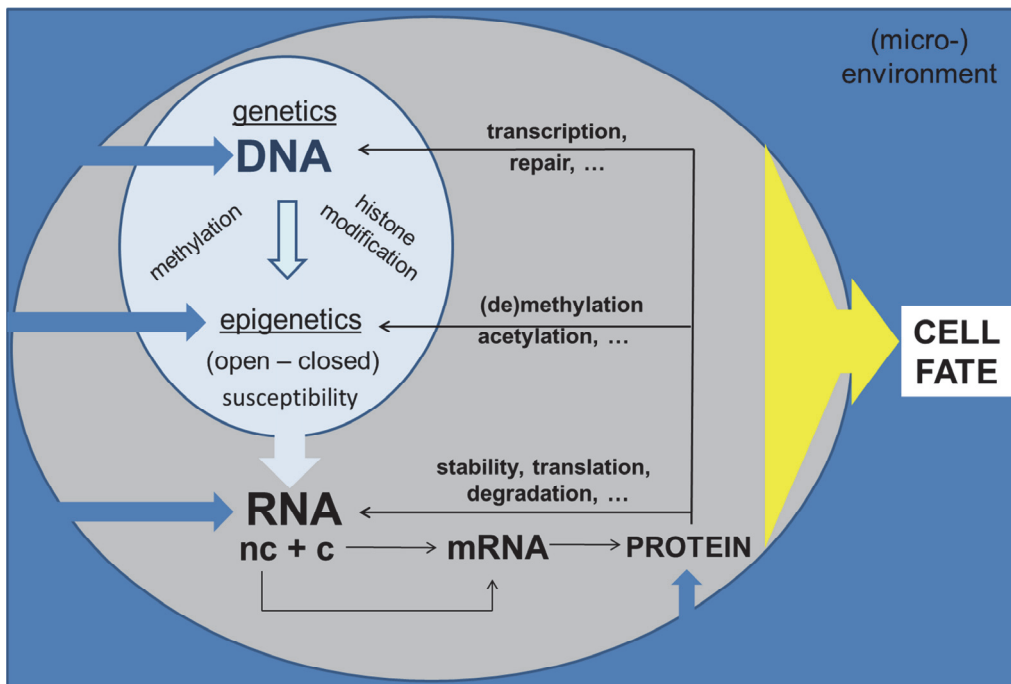 (micro-)
environment
genetics
DNA
transcription,
repair, …
methylation
histone
modification
epigenetics
(open – closed)
susceptibility
(de)methylation
acetylation, …
CELL
FATE
stability, translation,
degradation, …
RNA
nc + c
mRNA
PROTEIN